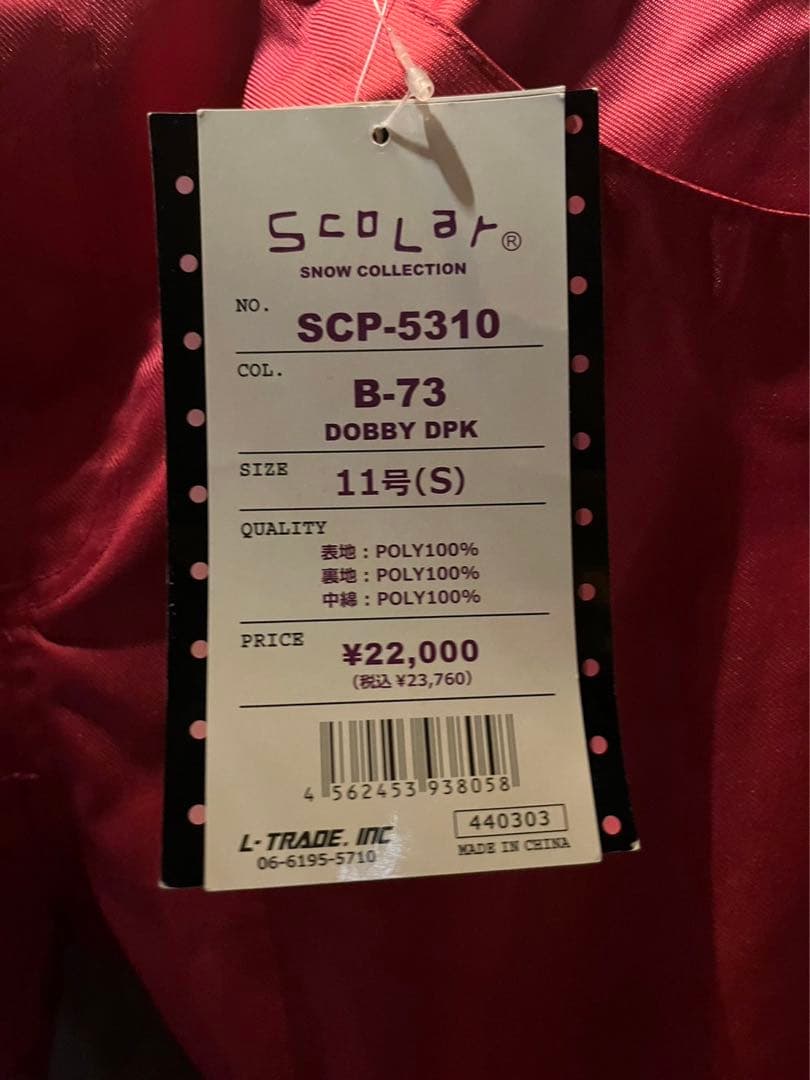 ScoLar®
SNOW COLLECTION
NO.
SCP-5310
COL.
B-73
DOBBY DPK
SIZE
11号(S)
QUALITY
表地：POLY100%
裏地：POLY100%
中綿：POLY100%
PRICE
¥22,000
(税込 ¥23,760)
4 562453 938058
L-TRADE. INC
06-6195-5710
440303
MADE IN CHINA